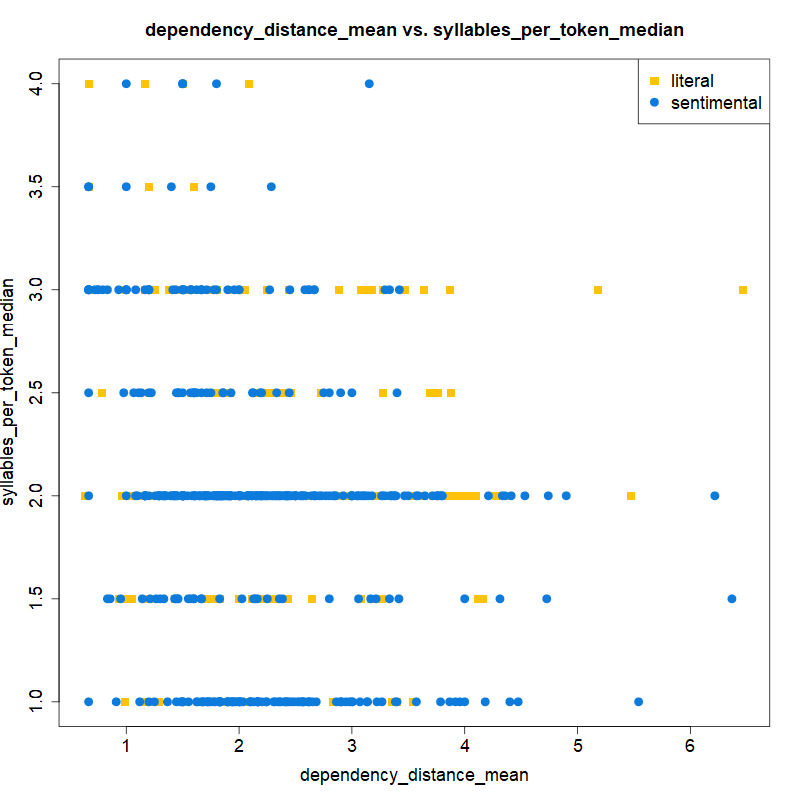 dependency_distance_mean vs. syllables_per_token_median
literal
sentimental
syllables_per_token_median
4.0
3.5
3.0
2.5
2.0
1.5
1.0
1 2 3 4 5 6
dependency_distance_mean